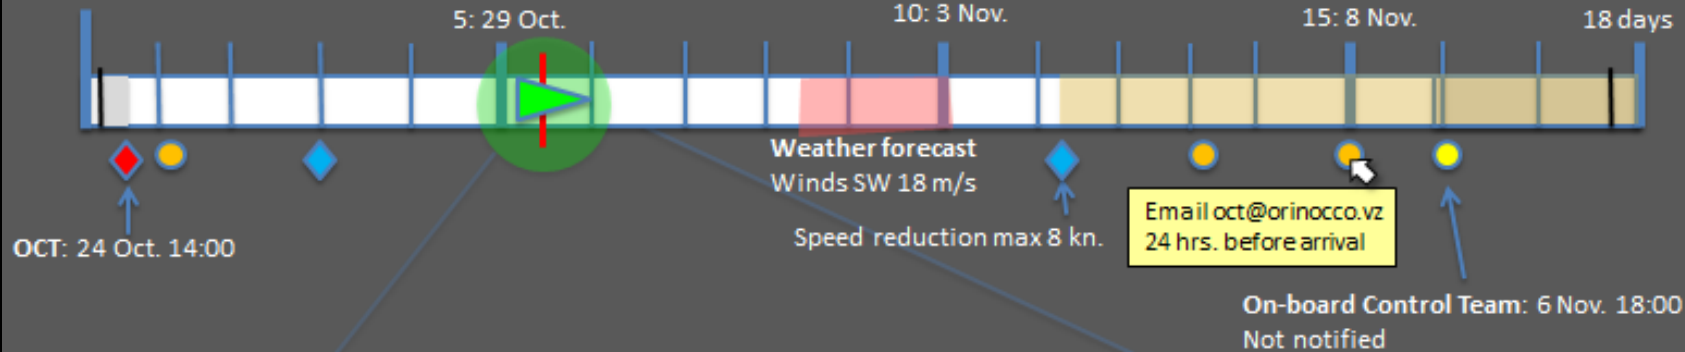 5: 29 Oct.
10: 3 Nov.
15: 8 Nov.
18 days
Weather forecast
Winds SW 18 m/s
Speed reduction max 8 kn.
OCT: 24 Oct. 14:00
Email oct@orinocco.vz
24 hrs. before arrival
On-board Control Team: 6 Nov. 18:00
Not notified